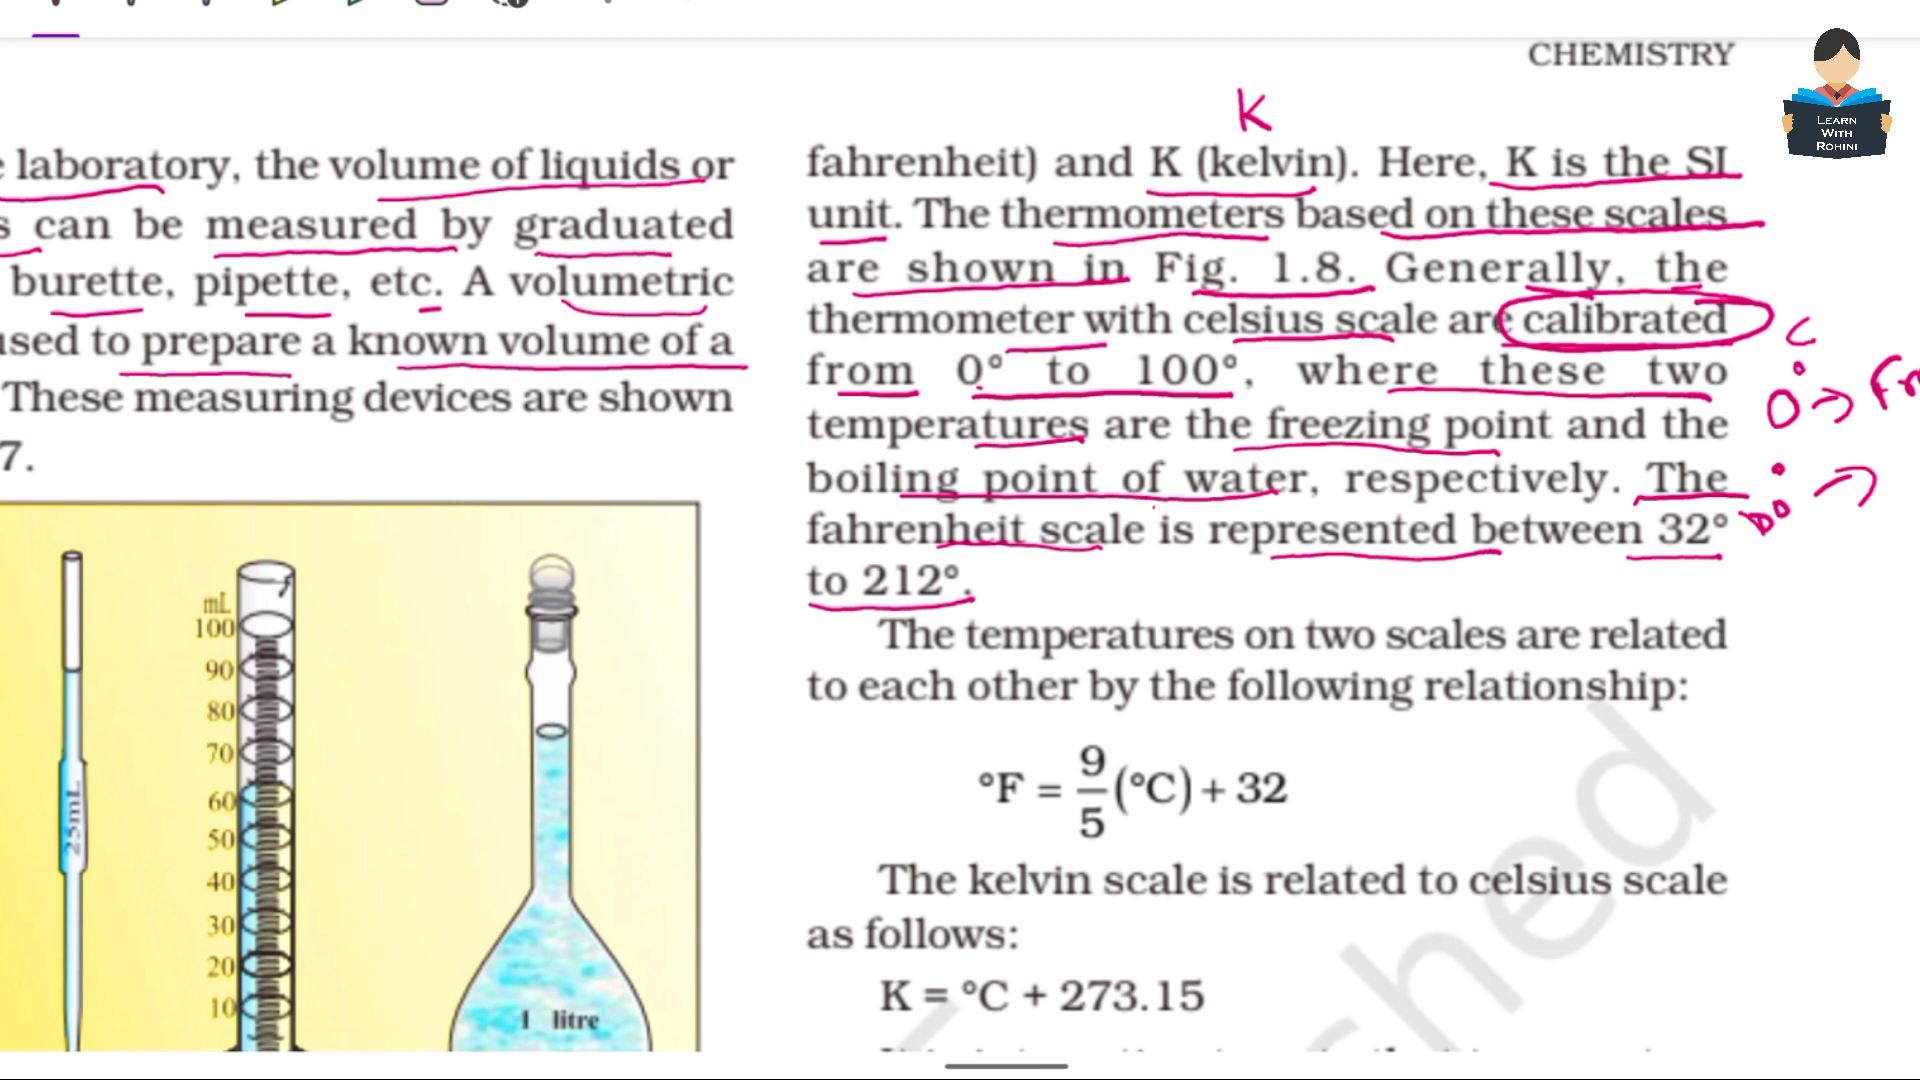 CHEMISTRY
LEARN
WITH
ROHINI
laboratory, the volume of liquids or
can be measured by graduated
burette, pipette, etc. A volumetric
to prepare a known volume of a
These measuring devices are shown
7.
mL
100
90
80
70
60
50
40
30
20
10
25mL
1 litre
K
fahrenheit) and K (kelvin). Here, K is the SI
unit. The thermometers based on these scales
are shown in Fig. 1.8. Generally, the
thermometer with celsius scale are calibrated
from 0° to 100°, where these two
temperatures are the freezing point and the
boiling point of water, respectively. The
fahrenheit scale is represented between 32°
to 212°.
The temperatures on two scales are related
to each other by the following relationship:
°F = 9/5 (°C) + 32
The kelvin scale is related to celsius scale
as follows:
K = °C + 273.15
C
0° →